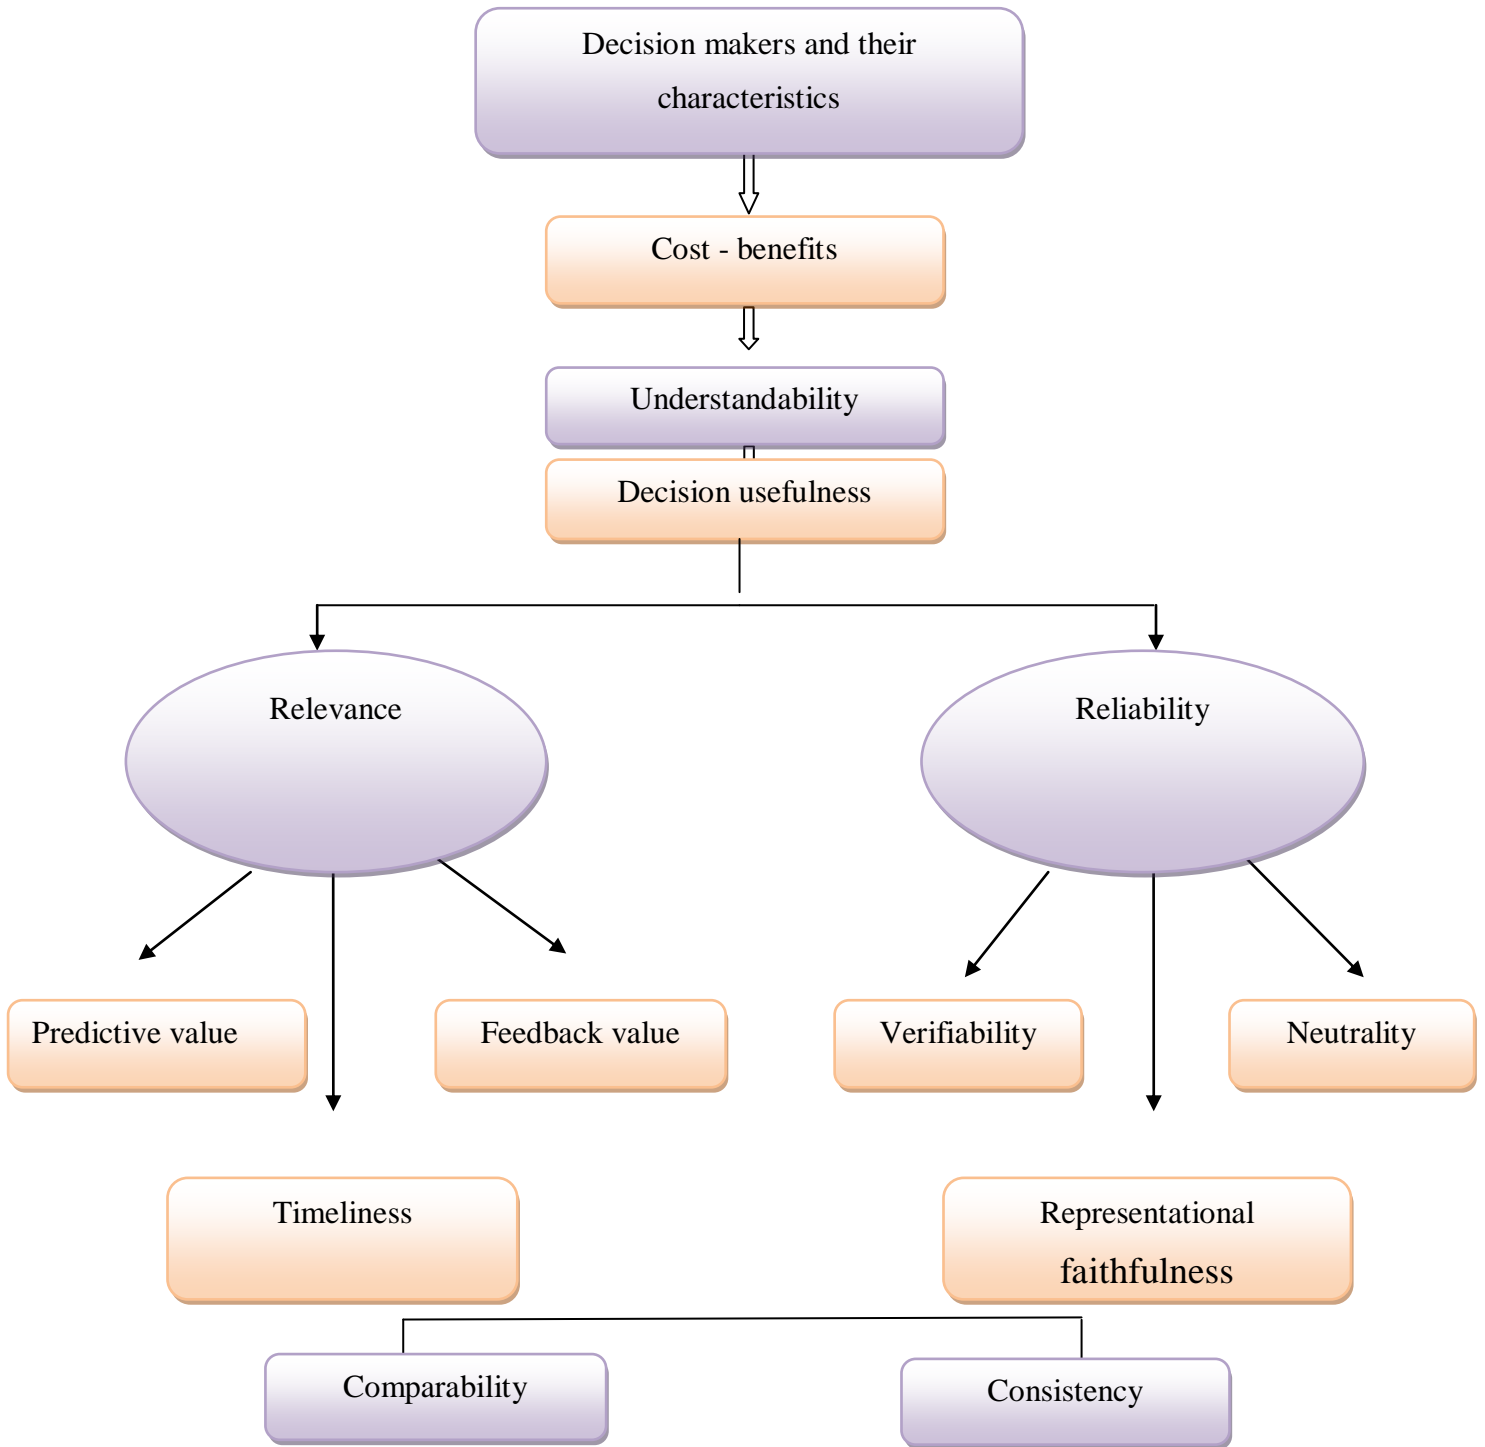 Decision makers and their
characteristics
Cost - benefits
Understandability
Decision usefulness
Relevance
Reliability
Predictive value
Feedback value
Verifiability
Neutrality
Timeliness
Representational
faithfulness
Comparability
Consistency